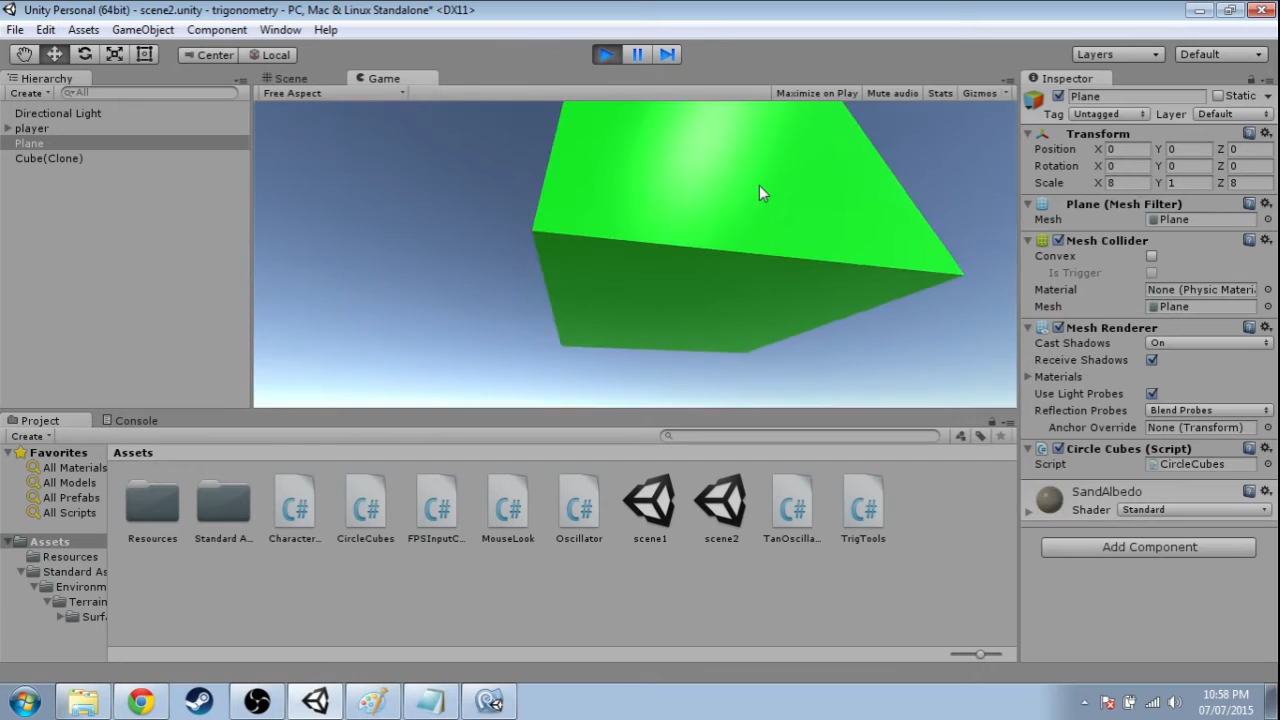 Unity Personal (64bit) - scene2.unity - trigonometry - PC, Mac & Linux Standalone* <DX11>
File Edit Assets GameObject Component Window Help
Center Local Layers Default
Hierarchy Scene Game Inspector
Create All Free Aspect Maximize on Play Mute audio Stats Gizmos Plane Static
Directional Light
player
Plane
Cube(Clone)
Tag Untagged Layer Default
Transform
Position X 0 Y 0 Z 0
Rotation X 0 Y 0 Z 0
Scale X 8 Y 1 Z 8
Plane (Mesh Filter)
Mesh Plane
Mesh Collider
Convex
Is Trigger
Material None (Physic Materi
Mesh Plane
Mesh Renderer
Cast Shadows On
Receive Shadows
Materials
Use Light Probes
Reflection Probes Blend Probes
Anchor Override None (Transform)
Circle Cubes (Script)
Script CircleCubes
SandAlbedo
Shader Standard
Add Component
Project Console
Create
Favorites
All Materials
All Models
All Prefabs
All Scripts
Assets
Resources
Standard As
Environm
Terrain
Surf
Assets
C# C# C# C# C# C# C#
Resources Standard A... Character... CircleCubes FPSInputC... MouseLook Oscillator scene1 scene2 TanOscilla... TrigTools
10:58 PM
07/07/2015